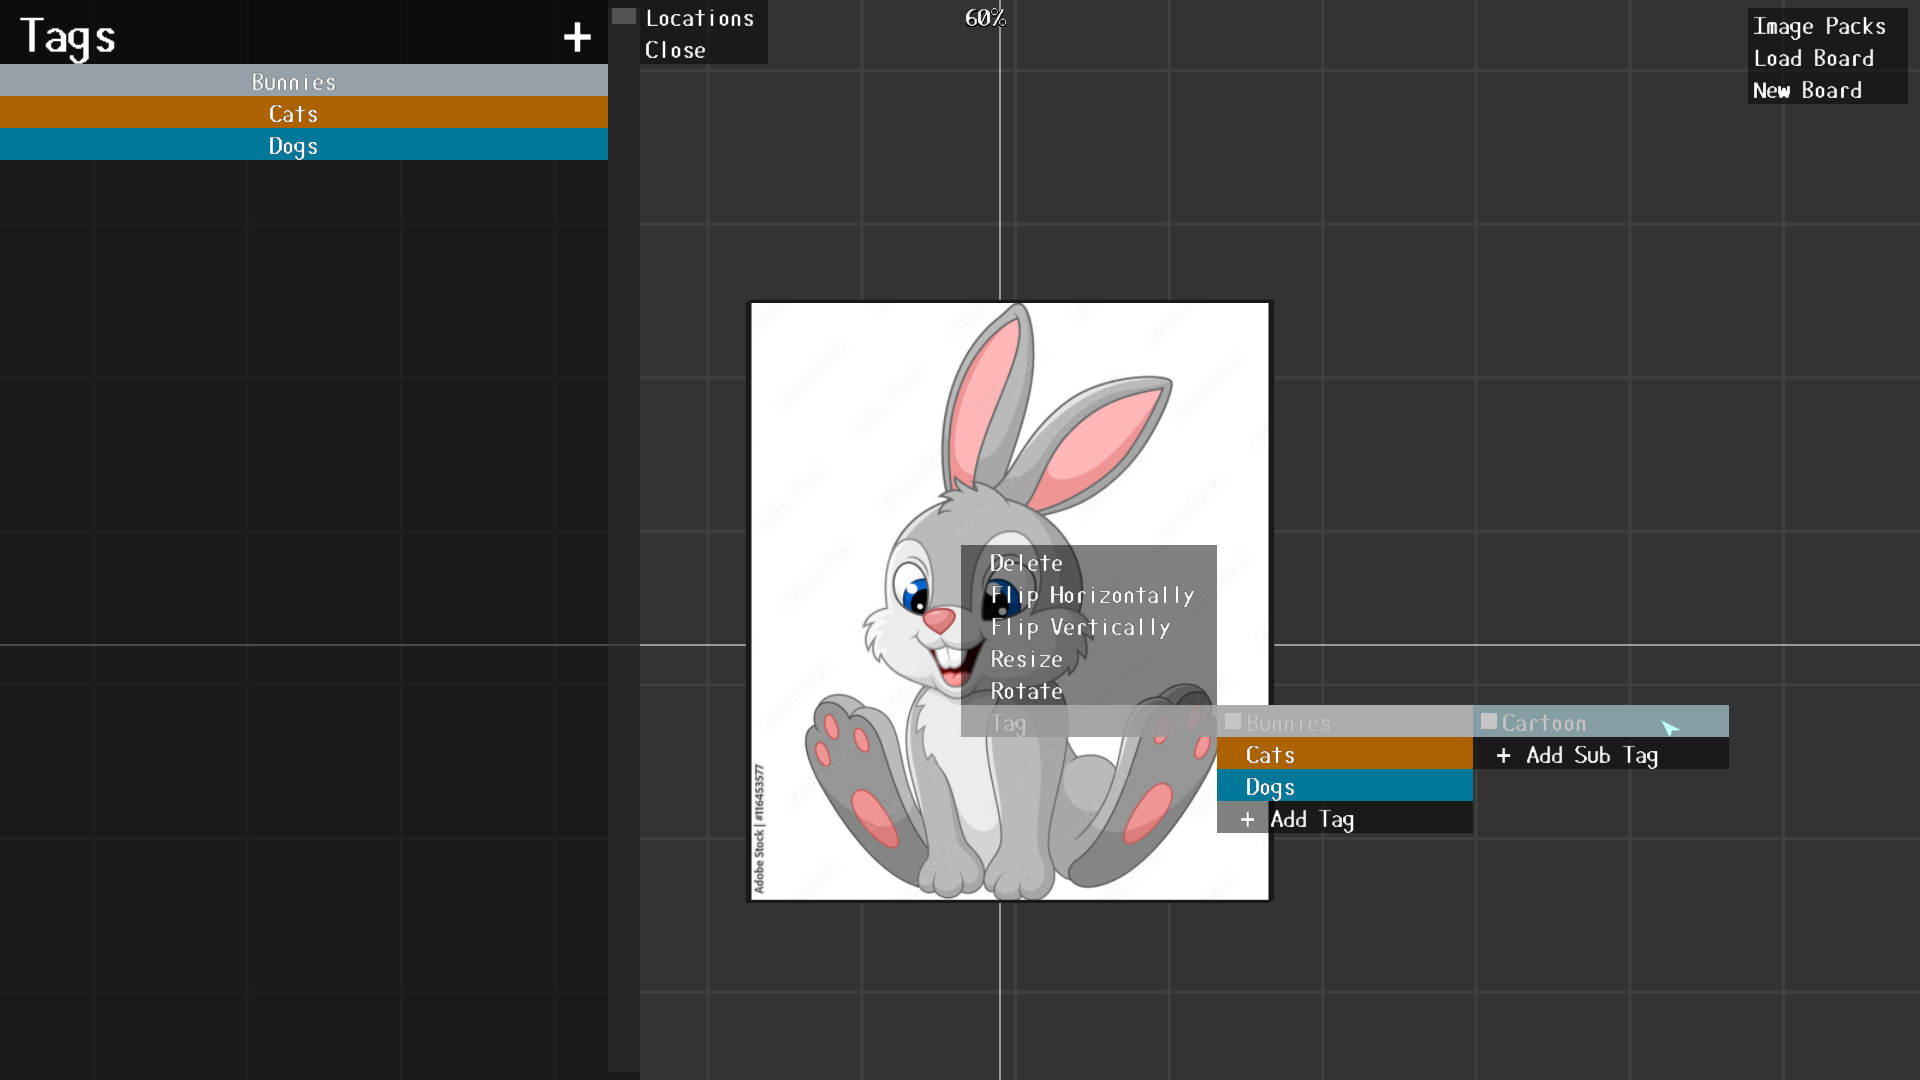 Tags +
Bunnies
Cats
Dogs
Locations
Close
60%
Image Packs
Load Board
New Board
Delete
Flip Horizontally
Flip Vertically
Resize
Rotate
Tag
Bunnies
Cats
Dogs
+ Add Tag
Cartoon
+ Add Sub Tag
Adobe Stock | #116453577